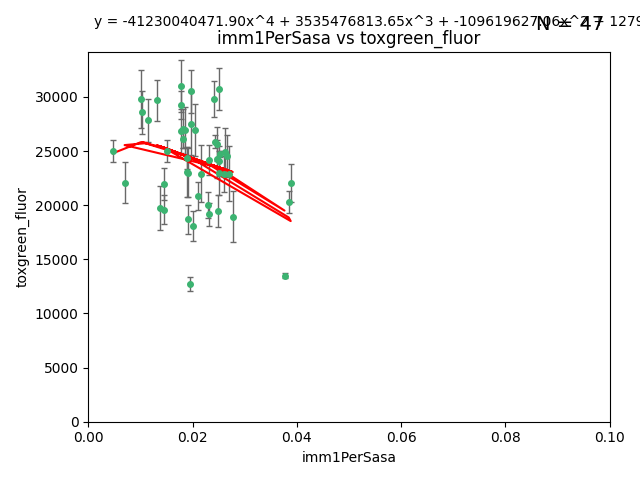 y = -41230040471.90x^4 + 3535476813.65x^3 +
N = 47
imm1PerSasa vs toxgreen_fluor
30000
25000
20000
15000
10000
5000
0
toxgreen_fluor
0.00 0.02 0.04 0.06 0.08 0.10
imm1PerSasa